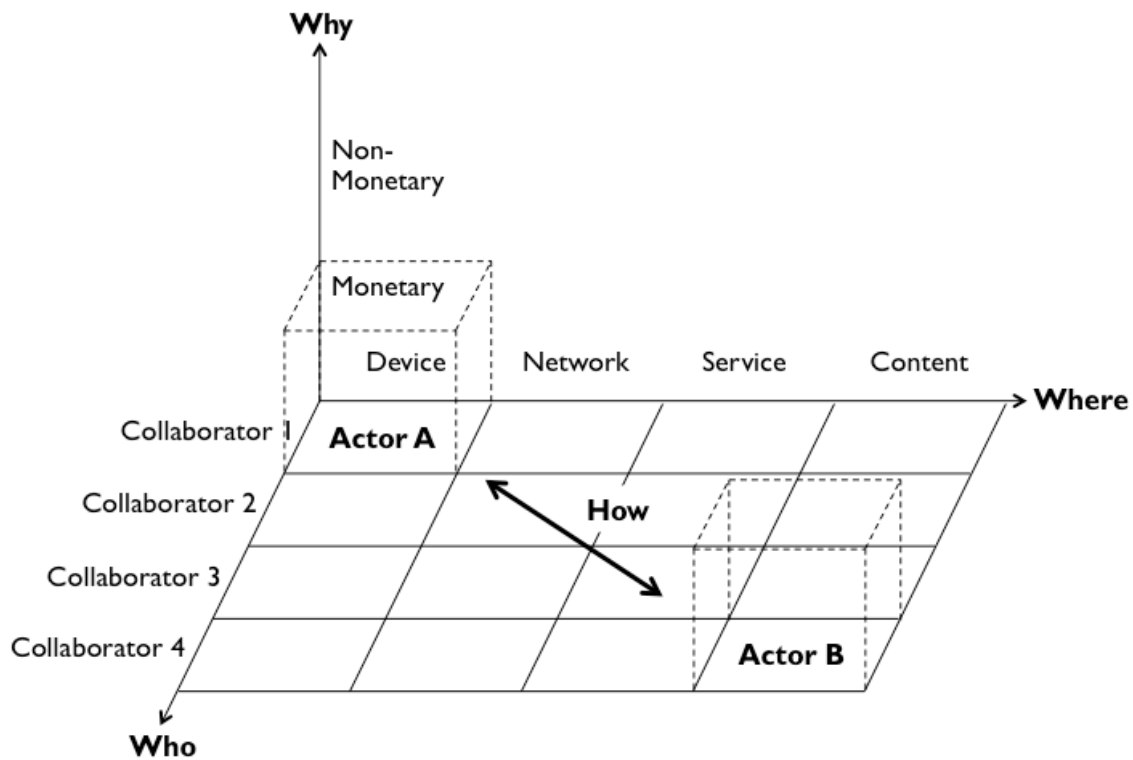 Why
Non-
Monetary
Monetary
Device Network Service Content
Where
Collaborator 1
Actor A
Collaborator 2
How
Collaborator 3
Collaborator 4
Actor B
Who